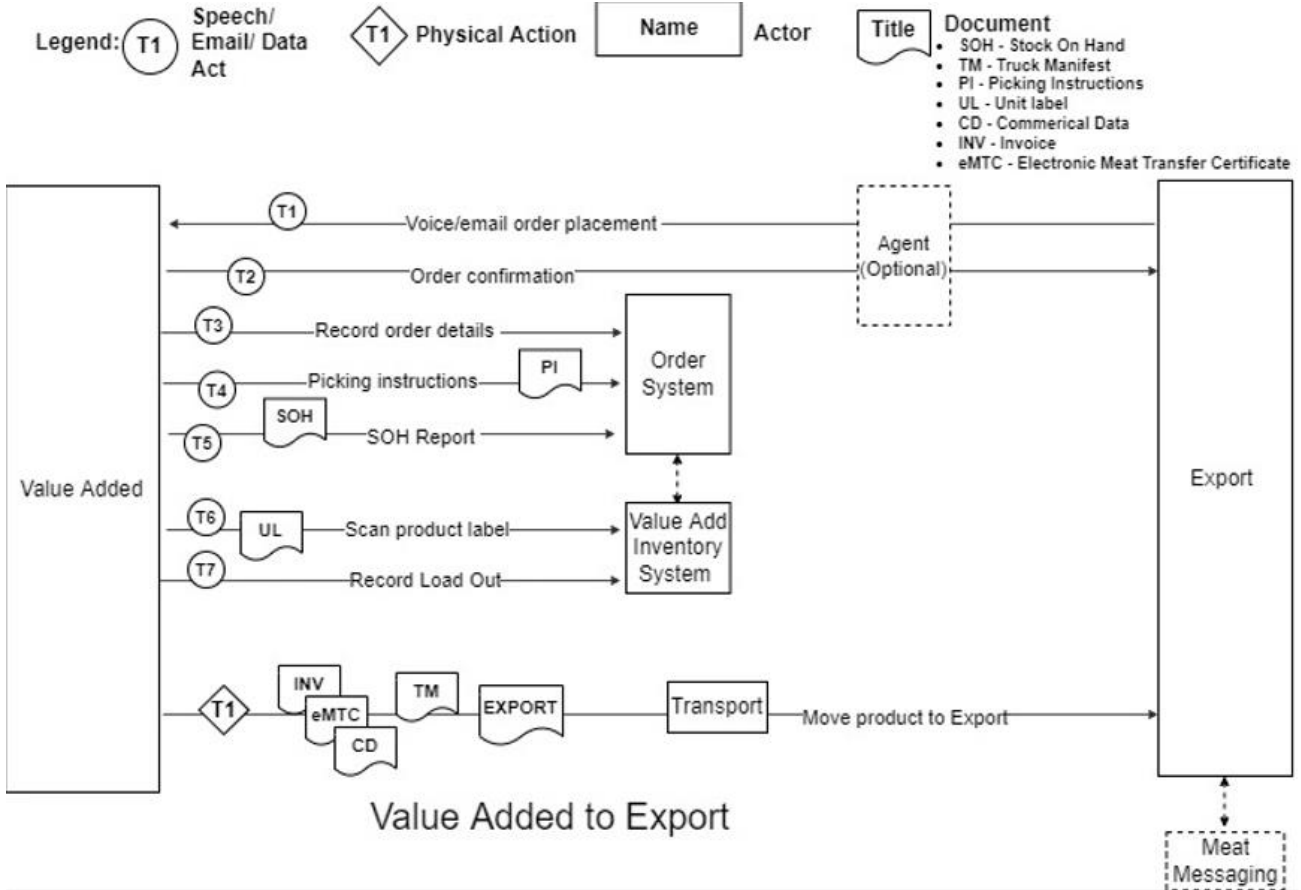 Legend:
T1
Speech/
Email/ Data
Act
T1
Physical Action
Name
Actor
Title
Document
• SOH - Stock On Hand
• TM - Truck Manifest
• PI - Picking Instructions
• UL - Unit label
• CD - Commerical Data
• INV - Invoice
• eMTC - Electronic Meat Transfer Certificate
Value Added
T1
Voice/email order placement
Agent
(Optional)
T2
Order confirmation
T3
Record order details
T4
Picking instructions
PI
Order
System
T5
SOH
SOH Report
T6
UL
Scan product label
Value Add
Inventory
System
T7
Record Load Out
Export
T1
INV
eMTC
CD
TM
EXPORT
Transport
Move product to Export
Value Added to Export
Meat
Messaging